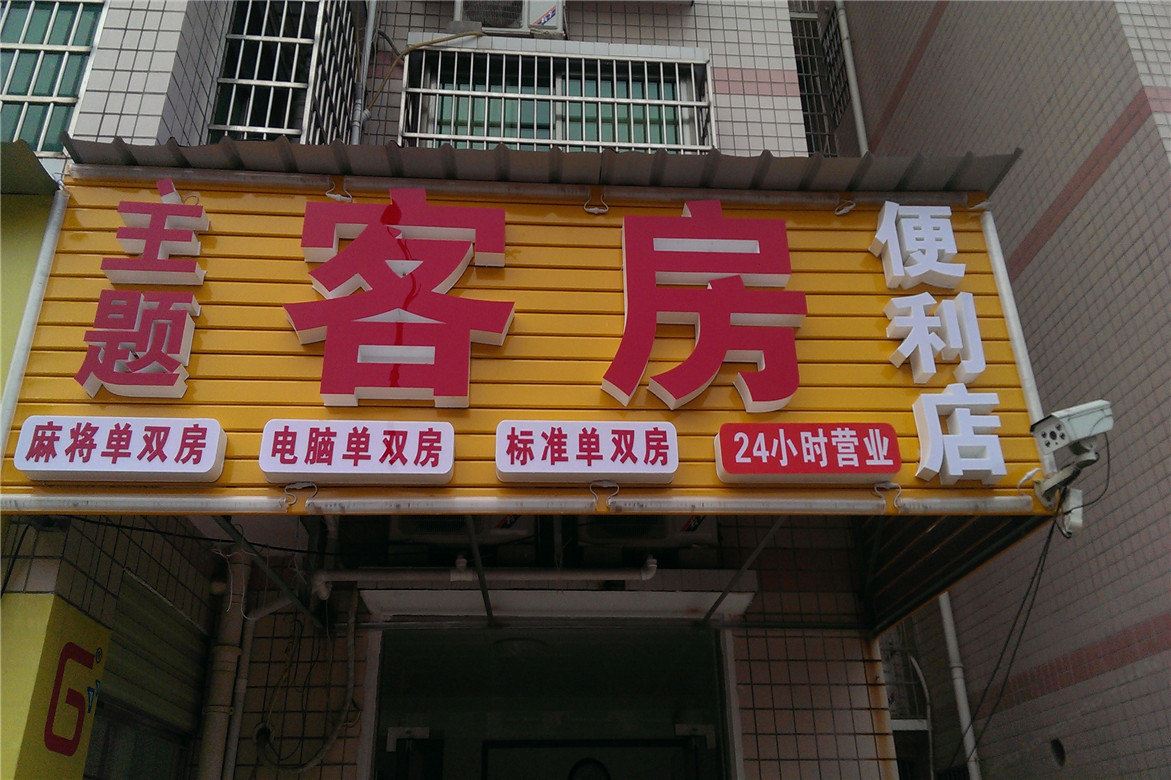 主题
客房
便利店
麻将单双房
电脑单双房
标准单双房
24小时营业
G